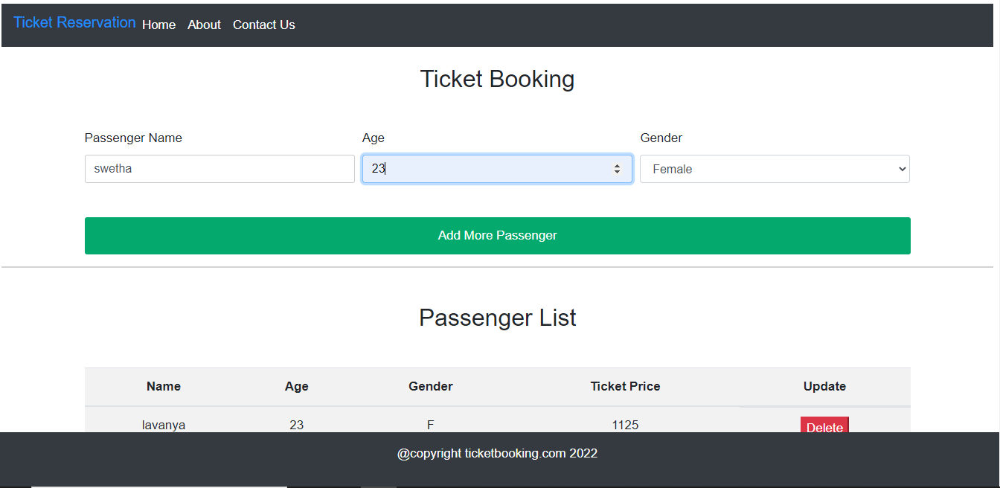 Ticket Reservation Home About Contact Us
Ticket Booking
Passenger Name Age Gender
swetha 23 Female
Add More Passenger
Passenger List
Name Age Gender Ticket Price Update
lavanya 23 F 1125 Delete
@copyright ticketbooking.com 2022